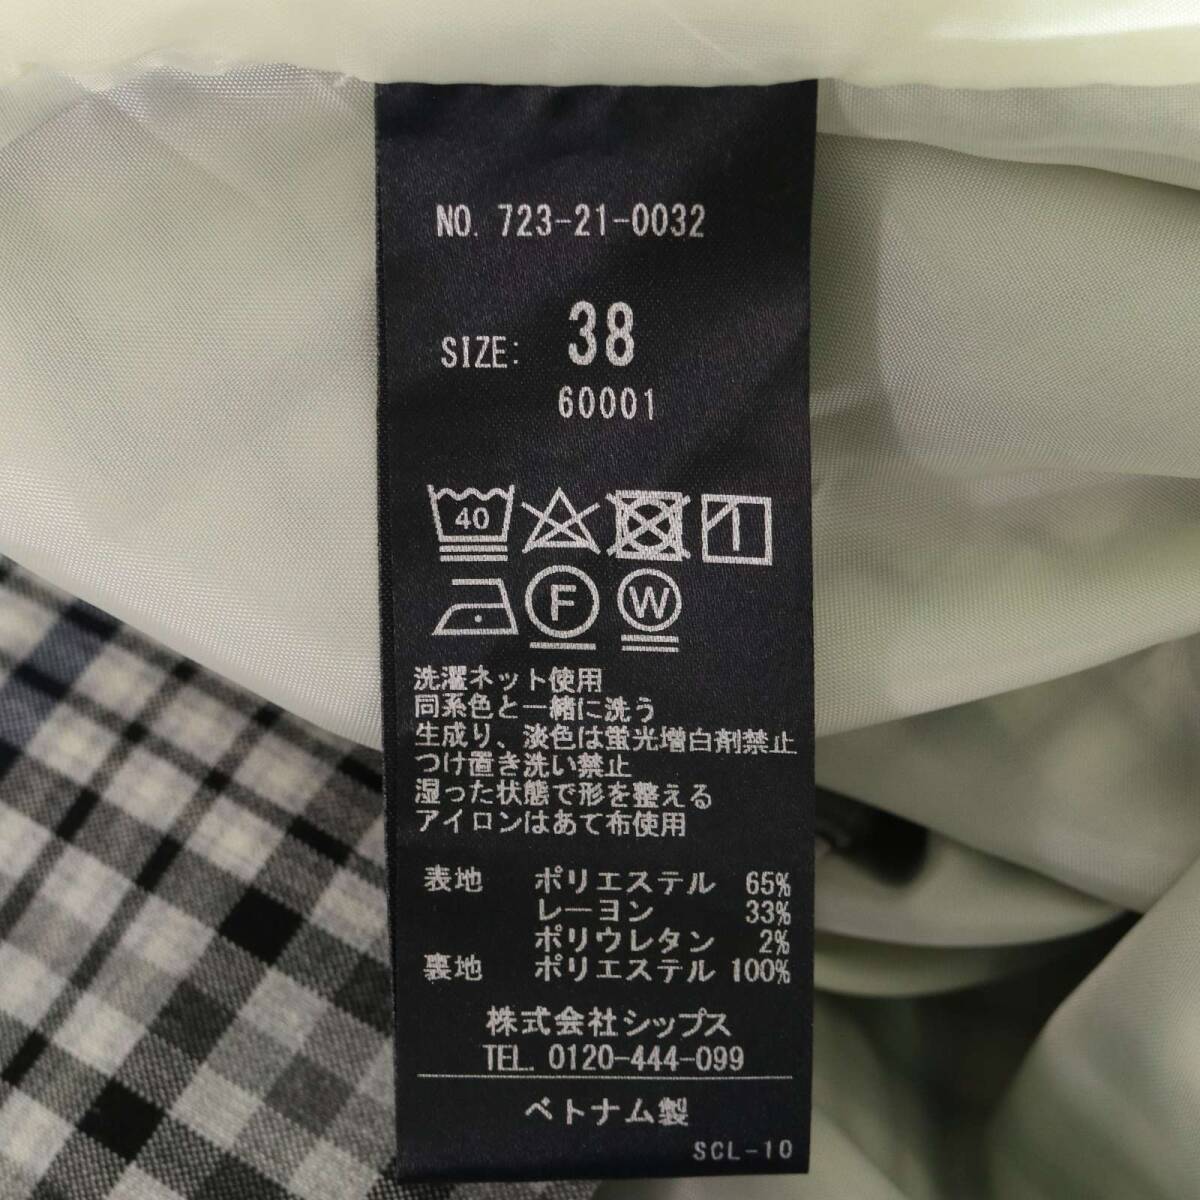 NO. 723-21-0032
SIZE: 38
60001
40
F W
洗濯ネット使用
同系色と一緒に洗う
生成り、淡色は蛍光増白剤禁止
つけ置き洗い禁止
湿った状態で形を整える
アイロンはあて布使用
表地 ポリエステル 65%
レーヨン 33%
ポリウレタン 2%
裏地 ポリエステル 100%
株式会社シップス
TEL. 0120-444-099
ベトナム製
SCL-10